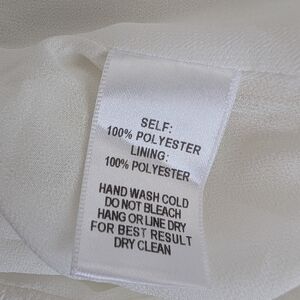 SELF:
100% POLYESTER
LINING:
100% POLYESTER
HAND WASH COLD
DO NOT BLEACH
HANG OR LINE DRY
FOR BEST RESULT
DRY CLEAN